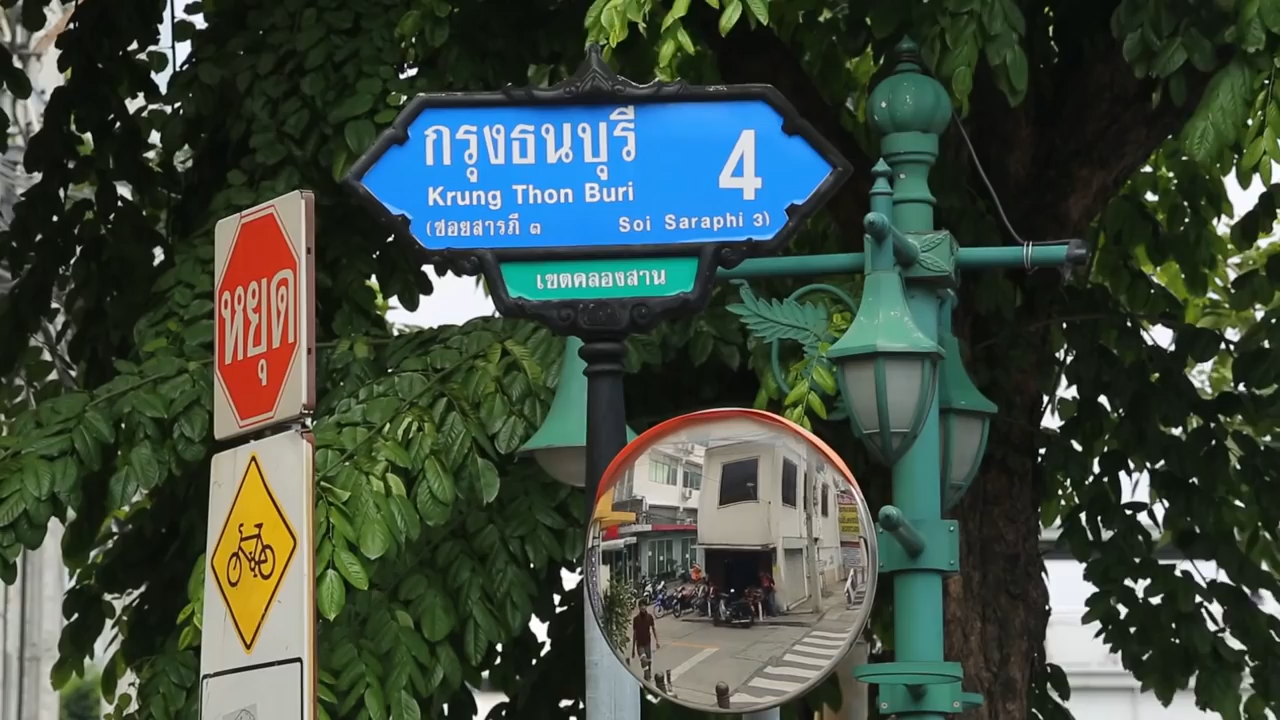 กรุงธนบุรี 4
Krung Thon Buri
(ซอยสารภี ๓ Soi Saraphi 3)
เขตคลองสาน
หยุด